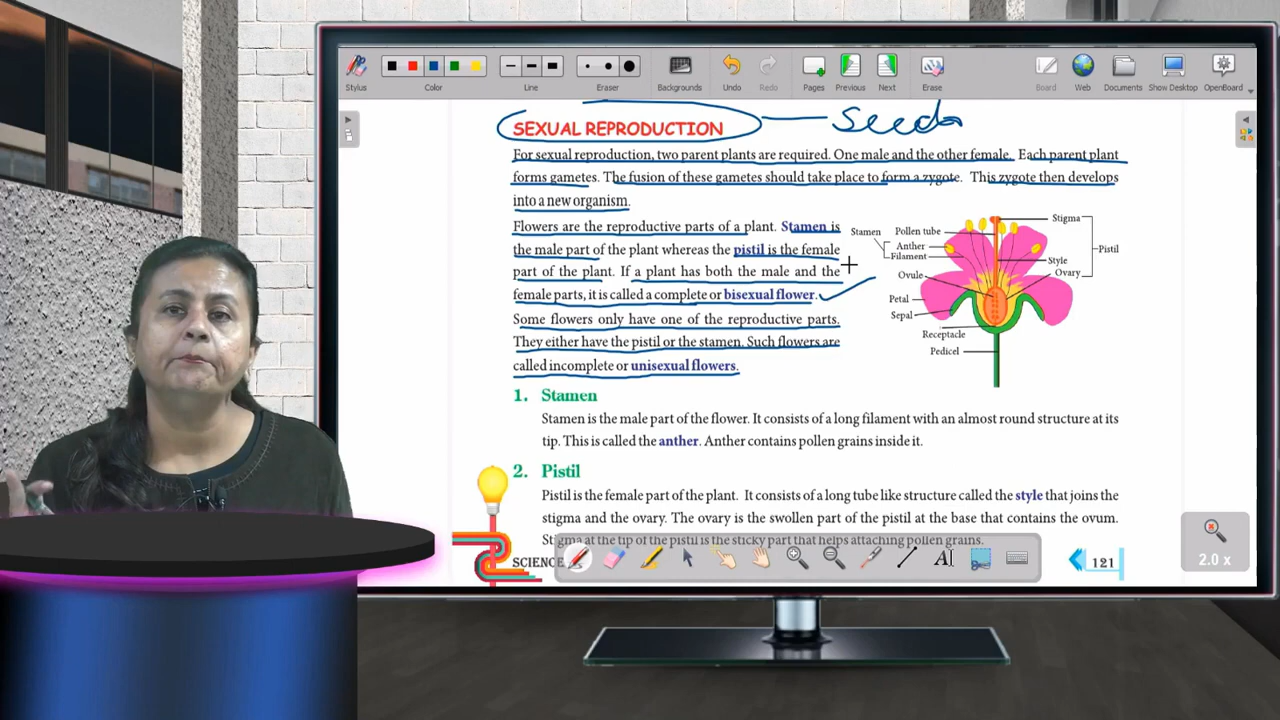 Stylus
Color
Line
Eraser
Backgrounds
Undo
Redo
Pages
Previous
Next
Erase
Board
Web
Documents
Show Desktop
OpenBoard
SEXUAL REPRODUCTION
Seeds
For sexual reproduction, two parent plants are required. One male and the other female. Each parent plant
forms gametes. The fusion of these gametes should take place to form a zygote. This zygote then develops
into a new organism.
Flowers are the reproductive parts of a plant. Stamen is
the male part of the plant whereas the pistil is the female
part of the plant. If a plant has both the male and the
female parts, it is called a complete or bisexual flower.
Some flowers only have one of the reproductive parts.
They either have the pistil or the stamen. Such flowers are
called incomplete or unisexual flowers.
Stigma
Stamen
Pollen tube
Anther
Filament
Pistil
Style
Ovule
Ovary
Petal
Sepal
Receptacle
Pedicel
1. Stamen
Stamen is the male part of the flower. It consists of a long filament with an almost round structure at its
tip. This is called the anther. Anther contains pollen grains inside it.
2. Pistil
Pistil is the female part of the plant. It consists of a long tube like structure called the style that joins the
stigma and the ovary. The ovary is the swollen part of the pistil at the base that contains the ovum.
Stigma at the tip of the pistil is the sticky part that helps attaching pollen grains.
SCIENCE
121
2.0 x